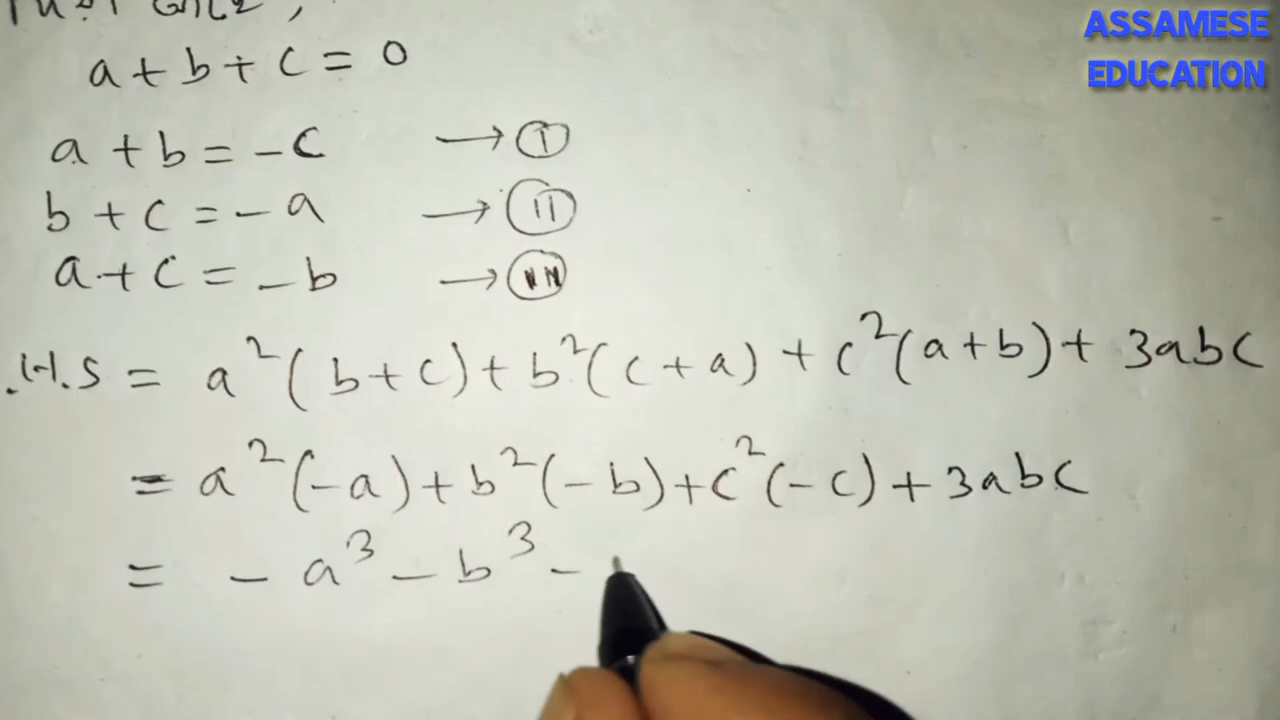 ASSAMESE
EDUCATION
a + b + c = 0
a + b = - c → (I)
b + c = - a → (II)
a + c = - b → (III)
.H.S = a²(b+c) + b²(c+a) + c²(a+b) + 3abc
= a²(-a) + b²(-b) + c²(-c) + 3abc
= - a³ - b³ -